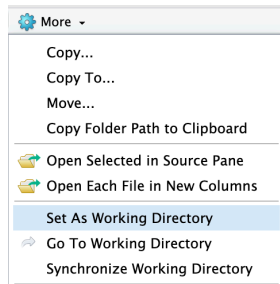 More
Copy...
Copy To...
Move...
Copy Folder Path to Clipboard
Open Selected in Source Pane
Open Each File in New Columns
Set As Working Directory
Go To Working Directory
Synchronize Working Directory